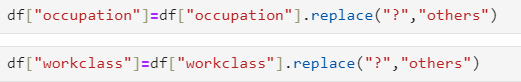 df["occupation"]=df["occupation"].replace("?","others")
df["workclass"]=df["workclass"].replace("?","others")